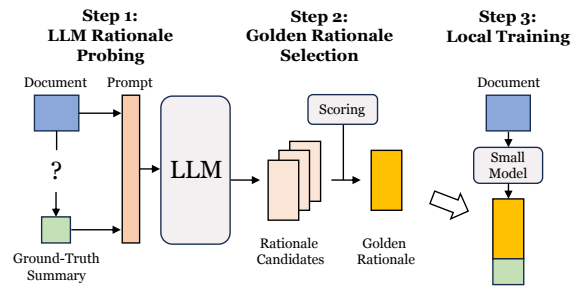 Step 1:
LLM Rationale
Probing
Step 2:
Golden Rationale
Selection
Step 3:
Local Training
Document
Prompt
?
Ground-Truth
Summary
LLM
Scoring
Rationale
Candidates
Golden
Rationale
Document
Small
Model